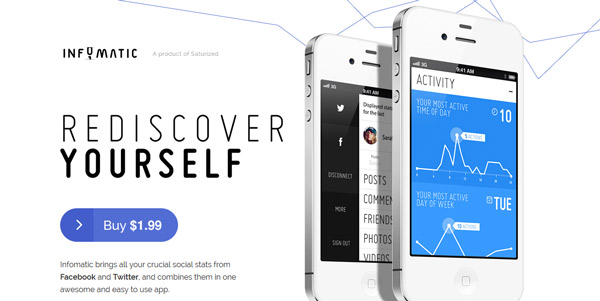 INFOMATIC
A product of Saturized
REDISCOVER
YOURSELF
Buy $1.99
Infomatic brings all your crucial social stats from
Facebook and Twitter, and combines them in one
awesome and easy to use app.
3G
9:41 AM
Displayed stats
for the last
Sarah
DISCONNECT
MORE
SIGN OUT
POSTS
COMMEN
FRIENDS
PHOTOS
VIDEOS
3G
9:41 AM
ACTIVITY
YOUR MOST ACTIVE
TIME OF DAY
10
5 ACTIONS
YOUR MOST ACTIVE
DAY OF WEEK
TUE
10 ACTIONS